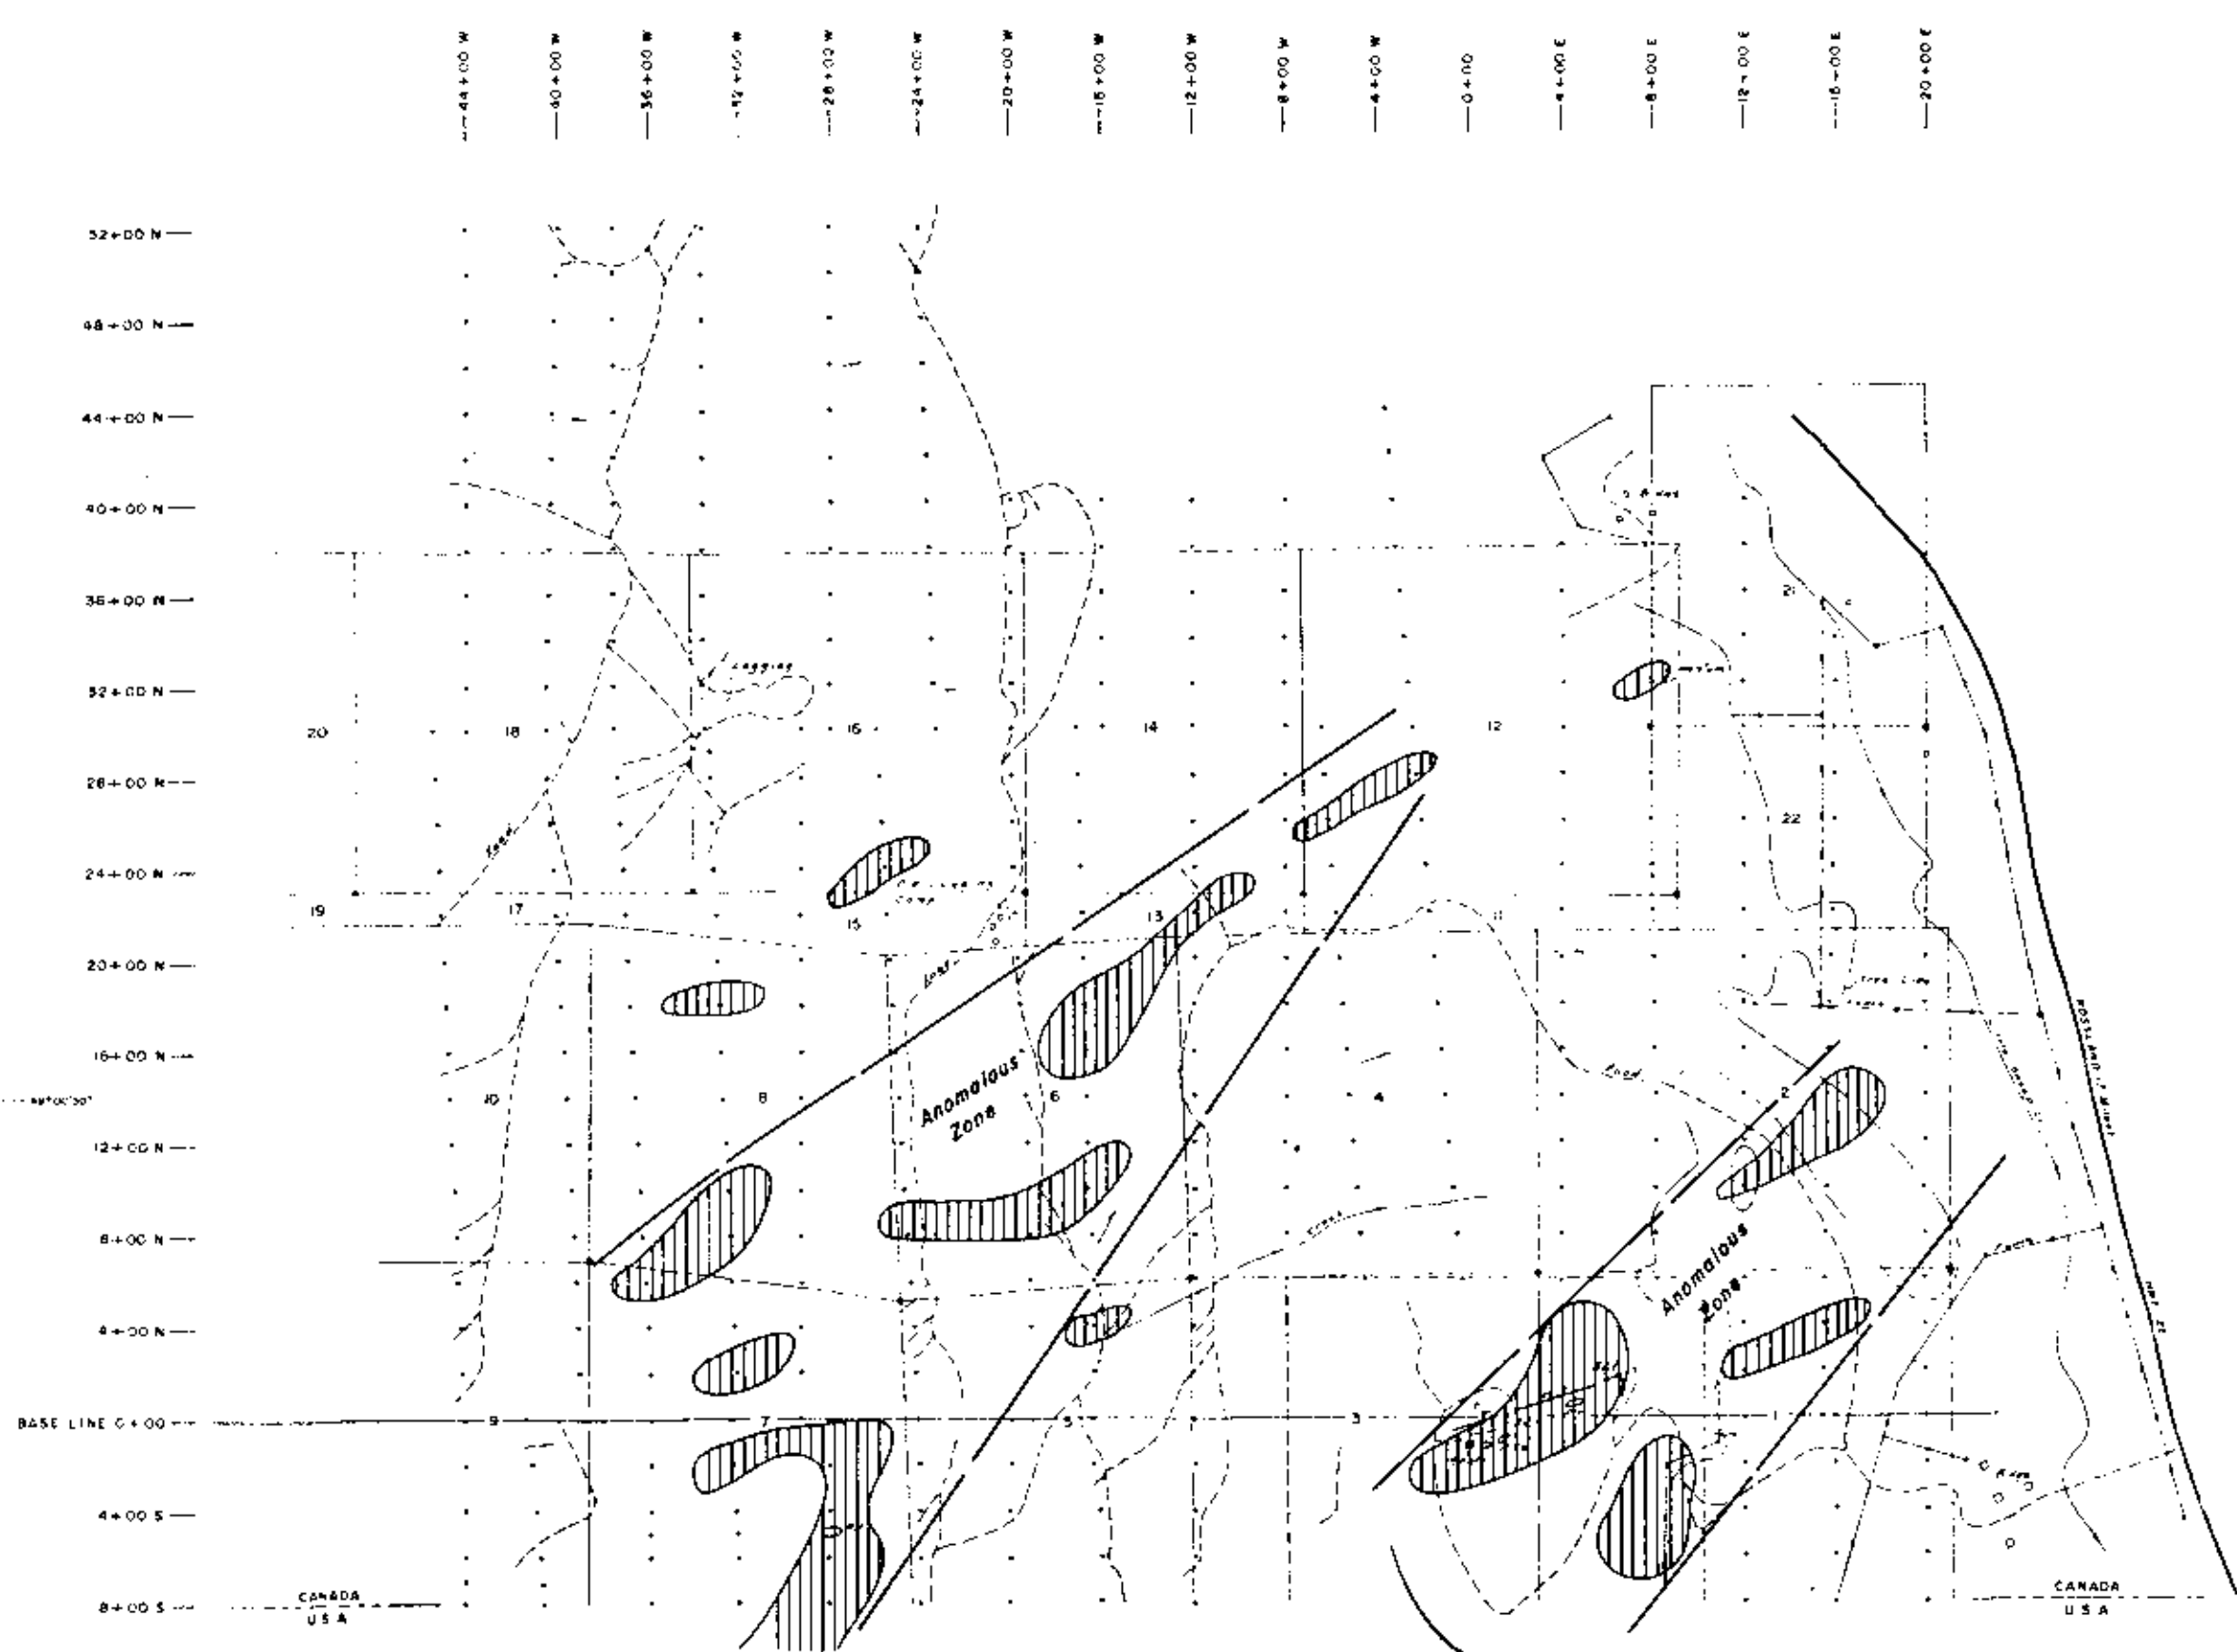 44+00 W
40+00 W
36+00 W
32+00 W
28+00 W
24+00 W
20+00 W
16+00 W
12+00 W
8+00 W
4+00 W
0+00
4+00 E
8+00 E
12+00 E
16+00 E
20+00 E
52+00 N
48+00 N
44+00 N
40+00 N
36+00 N
21
Logging
32+00 N
20
18
16
14
12
28+00 N
Road
22
24+00 N
19
17
15
13
11
20+00 N
Lost
16+00 N
Road
10
8
Anomalous
Zone
6
4
2
12+00 N
8+00 N
Creek
Anomalous
Zone
4+00 N
BASE LINE 0+00
9
7
5
3
1
4+00 S
8+00 S
CANADA
U S A
CANADA
U S A